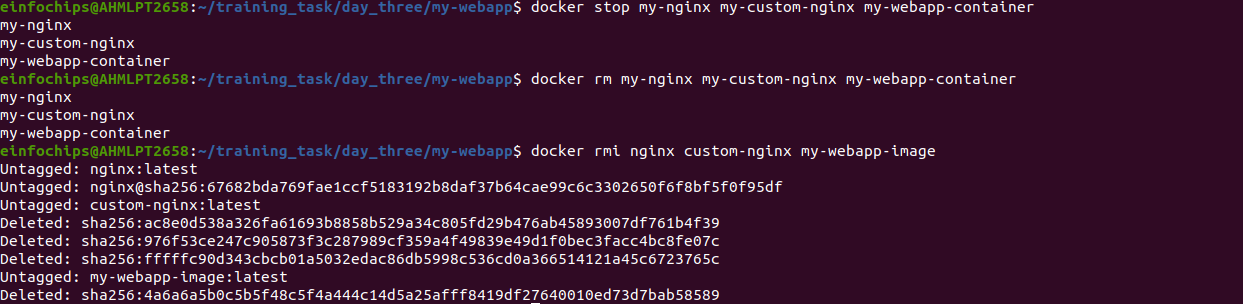 einfochips@AHMLPT2658:~/training_task/day_three/my-webapp$ docker stop my-nginx my-custom-nginx my-webapp-container
my-nginx
my-custom-nginx
my-webapp-container
einfochips@AHMLPT2658:~/training_task/day_three/my-webapp$ docker rm my-nginx my-custom-nginx my-webapp-container
my-nginx
my-custom-nginx
my-webapp-container
einfochips@AHMLPT2658:~/training_task/day_three/my-webapp$ docker rmi nginx custom-nginx my-webapp-image
Untagged: nginx:latest
Untagged: nginx@sha256:67682bda769fae1ccf5183192b8daf37b64cae99c6c3302650f6f8bf5f0f95df
Untagged: custom-nginx:latest
Deleted: sha256:ac8e0d538a326fa61693b8858b529a34c805fd29b476ab45893007df761b4f39
Deleted: sha256:976f53ce247c905873f3c287989cf359a4f49839e49d1f0bec3facc4bc8fe07c
Deleted: sha256:fffffc90d343cbcb01a5032edac86db5998c536cd0a366514121a45c6723765c
Untagged: my-webapp-image:latest
Deleted: sha256:4a6a6a5b0c5b5f48c5f4a444c14d5a25afff8419df27640010ed73d7bab58589